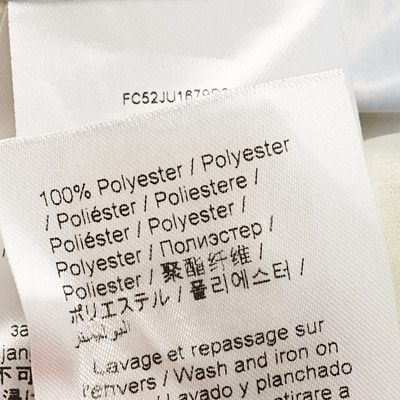 100% Polyester / Polyester
/ Poliéster / Poliestere /
Poliéster / Polyester /
Polyester / Полиэстер /
Poliester / 聚酯纤维 /
ポリエステル / 폴리에스터 /
Lavage et repassage sur
l'envers / Wash and iron on
/ Lavado y planchado